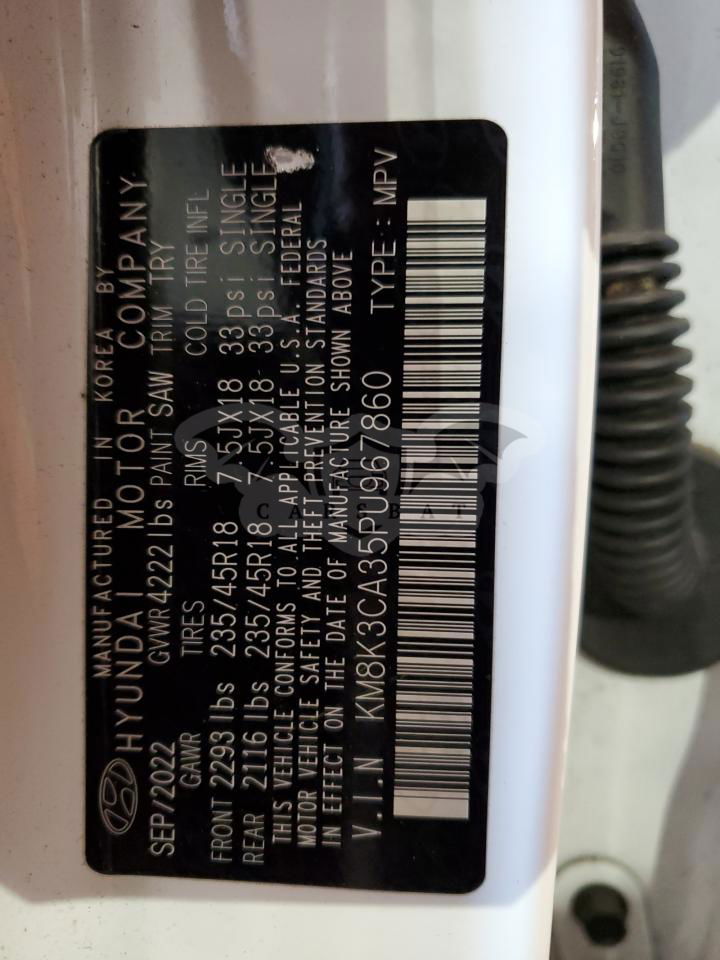 MANUFACTURED IN KOREA BY
HYUNDAI MOTOR COMPANY
SEP/2022 GVWR 4222 lbs PAINT SAW TRIM TRY
GAWR TIRES RIMS COLD TIRE INFL
FRONT 2293 lbs 235/45R18 7.5JX18 33psi SINGLE
REAR 2116 lbs 235/45R18 7.5JX18 33psi SINGLE
THIS VEHICLE CONFORMS TO ALL APPLICABLE U.S.A. FEDERAL
MOTOR VEHICLE SAFETY AND THEFT PREVENTION STANDARDS
IN EFFECT ON THE DATE OF MANUFACTURE SHOWN ABOVE
V.I.N KM8K3CA35PU967860 TYPE : MPV
CARSBAT